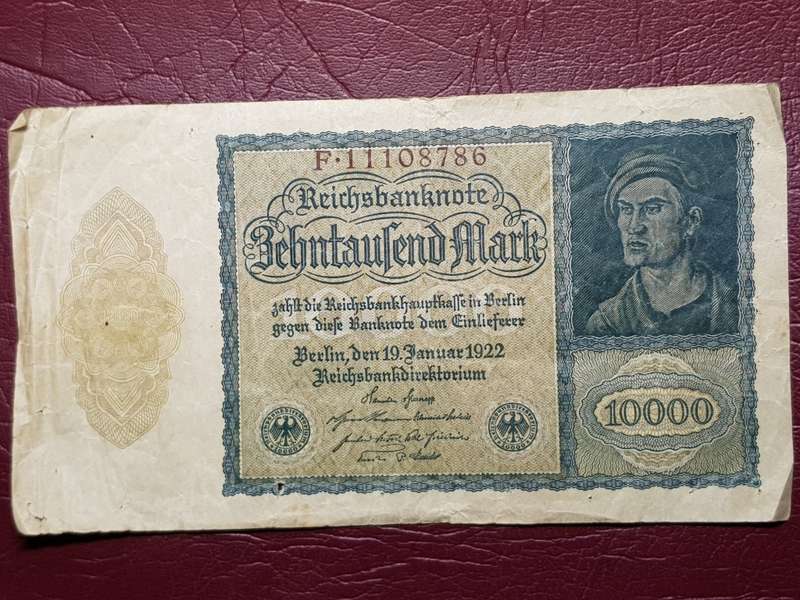 F·11108786
Reichsbanknote
Zehntauſend Mark
zahlt die Reichsbankhauptkaſſe in Berlin
gegen dieſe Banknote dem Einlieferer
Berlin, den 19. Januar 1922
Reichsbankdirektorium
10000